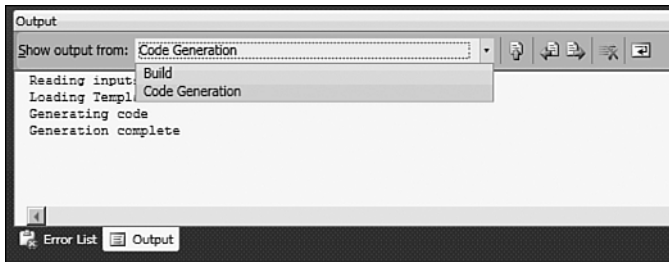 Output
Show output from: Code Generation
Build
Code Generation
Reading input
Loading Templ
Generating code
Generation complete
Error List Output